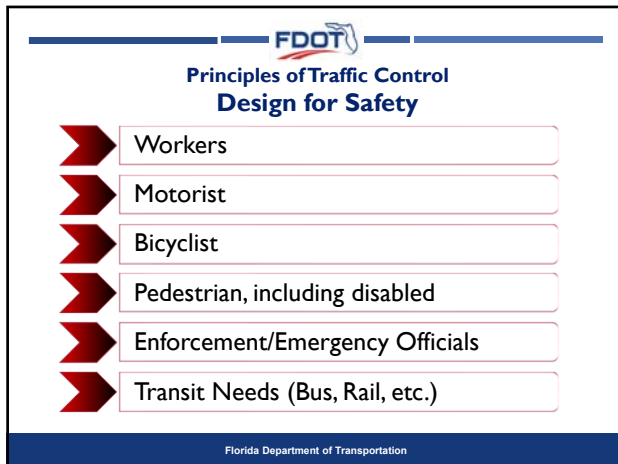 FDOT
Principles of Traffic Control
Design for Safety
Workers
Motorist
Bicyclist
Pedestrian, including disabled
Enforcement/Emergency Officials
Transit Needs (Bus, Rail, etc.)
Florida Department of Transportation